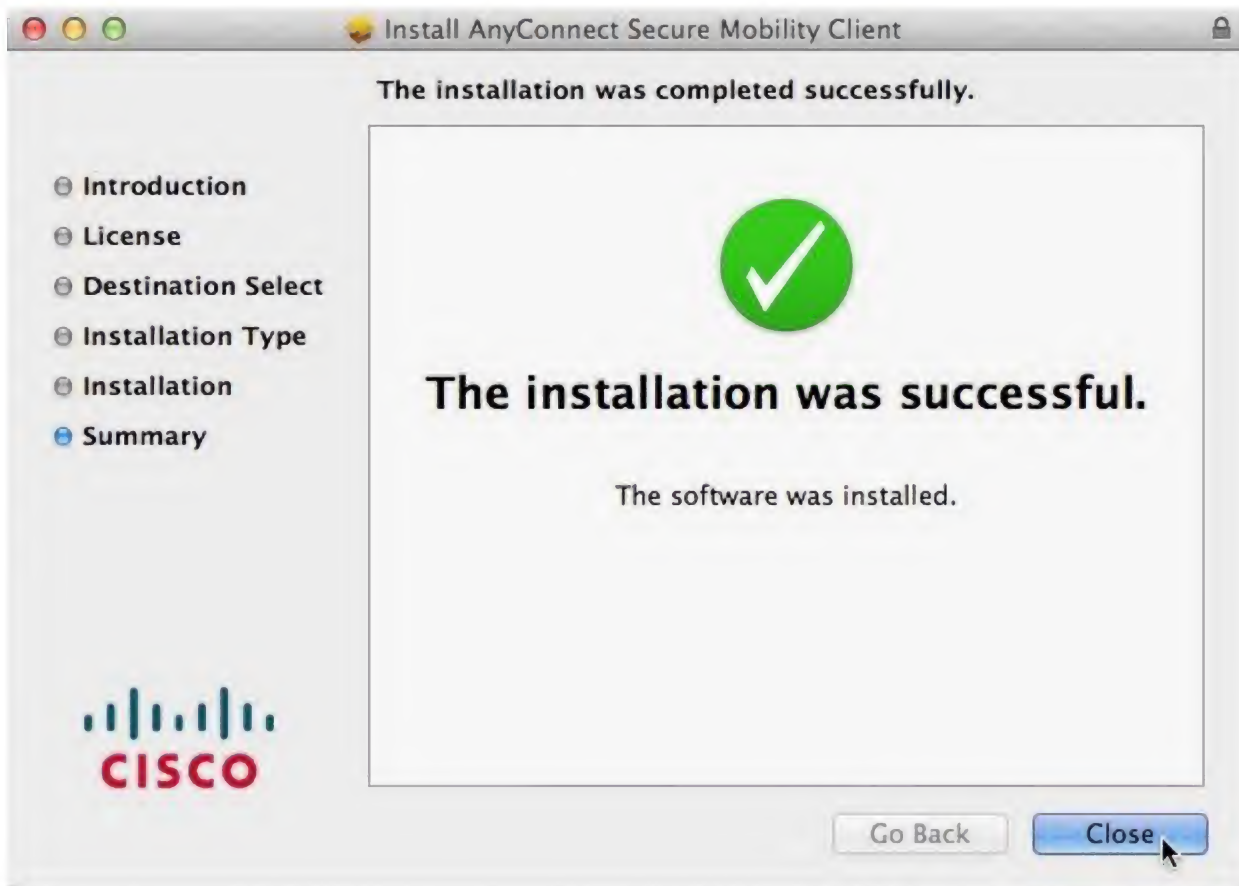 Install AnyConnect Secure Mobility Client
The installation was completed successfully.
Introduction
License
Destination Select
Installation Type
Installation
Summary
The installation was successful.
The software was installed.
CISCO
Go Back
Close